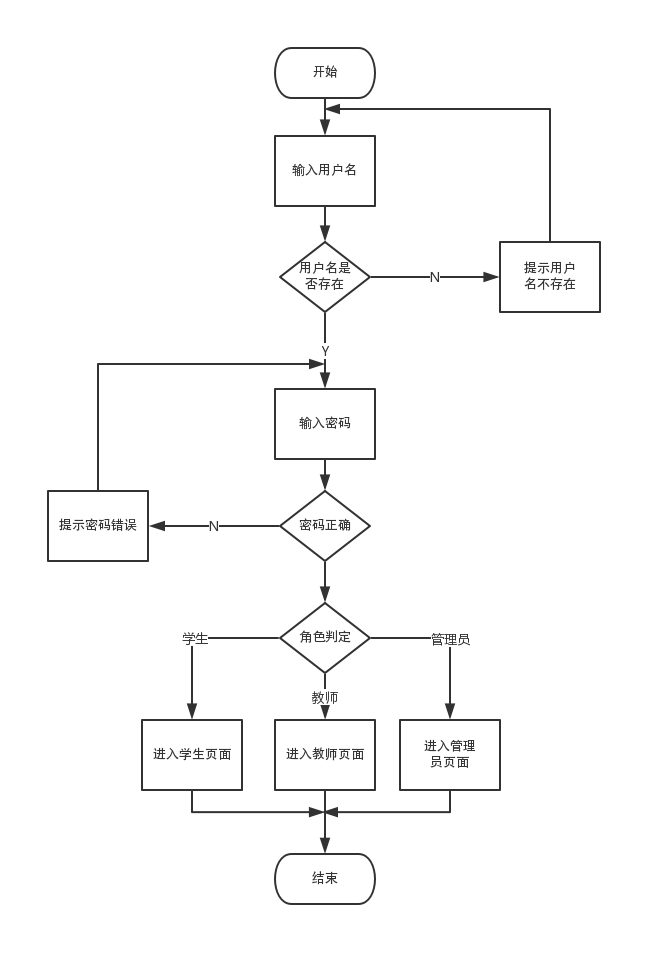 开始
输入用户名
用户名是
否存在
N
提示用户
名不存在
Y
输入密码
提示密码错误
N
密码正确
学生
角色判定
管理员
教师
进入学生页面
进入教师页面
进入管理
员页面
结束